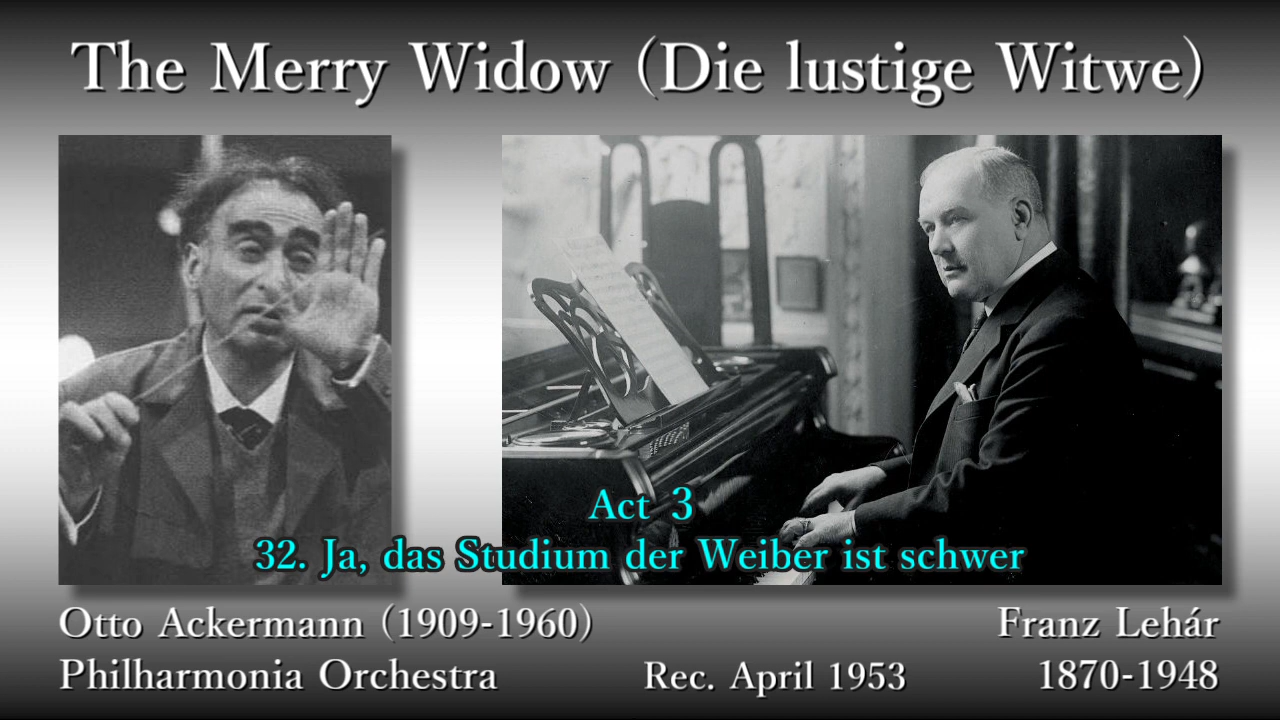 The Merry Widow (Die lustige Witwe)
Act 3
32. Ja, das Studium der Weiber ist schwer
Otto Ackermann (1909-1960)
Franz Lehár
Philharmonia Orchestra
Rec. April 1953
1870-1948